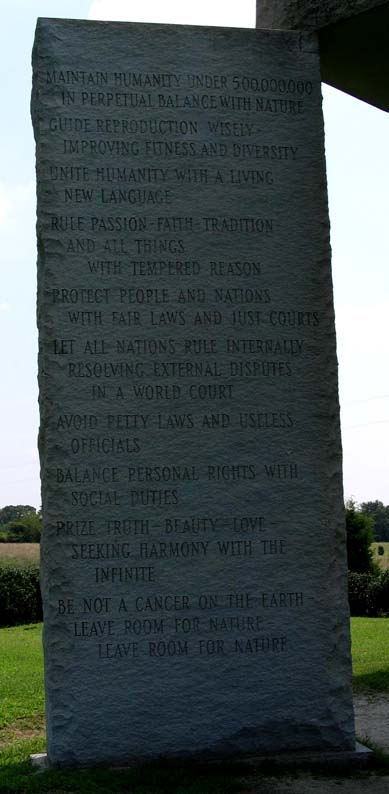 MAINTAIN HUMANITY UNDER 500,000,000
IN PERPETUAL BALANCE WITH NATURE
GUIDE REPRODUCTION WISELY -
IMPROVING FITNESS AND DIVERSITY
UNITE HUMANITY WITH A LIVING
NEW LANGUAGE
RULE PASSION - FAITH - TRADITION
AND ALL THINGS
WITH TEMPERED REASON
PROTECT PEOPLE AND NATIONS
WITH FAIR LAWS AND JUST COURTS
LET ALL NATIONS RULE INTERNALLY
RESOLVING EXTERNAL DISPUTES
IN A WORLD COURT
AVOID PETTY LAWS AND USELESS
OFFICIALS
BALANCE PERSONAL RIGHTS WITH
SOCIAL DUTIES
PRIZE TRUTH - BEAUTY - LOVE -
SEEKING HARMONY WITH THE
INFINITE
BE NOT A CANCER ON THE EARTH -
LEAVE ROOM FOR NATURE -
LEAVE ROOM FOR NATURE